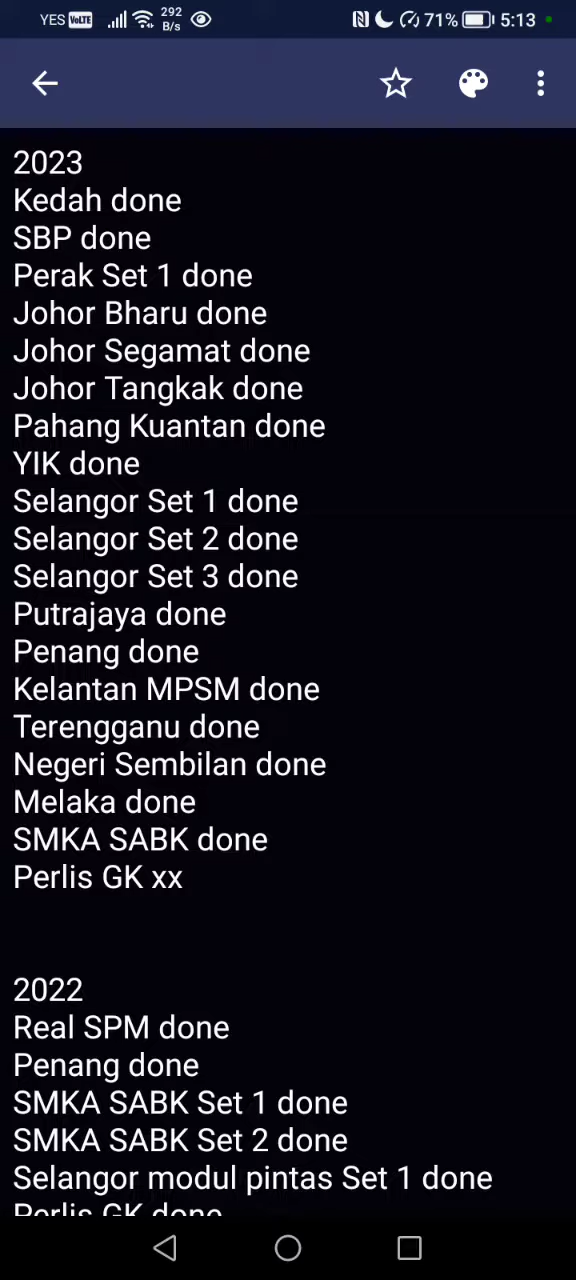 YES VoLTE 292 B/s 71% 5:13
2023
Kedah done
SBP done
Perak Set 1 done
Johor Bharu done
Johor Segamat done
Johor Tangkak done
Pahang Kuantan done
YIK done
Selangor Set 1 done
Selangor Set 2 done
Selangor Set 3 done
Putrajaya done
Penang done
Kelantan MPSM done
Terengganu done
Negeri Sembilan done
Melaka done
SMKA SABK done
Perlis GK xx
2022
Real SPM done
Penang done
SMKA SABK Set 1 done
SMKA SABK Set 2 done
Selangor modul pintas Set 1 done
Perlis GK done